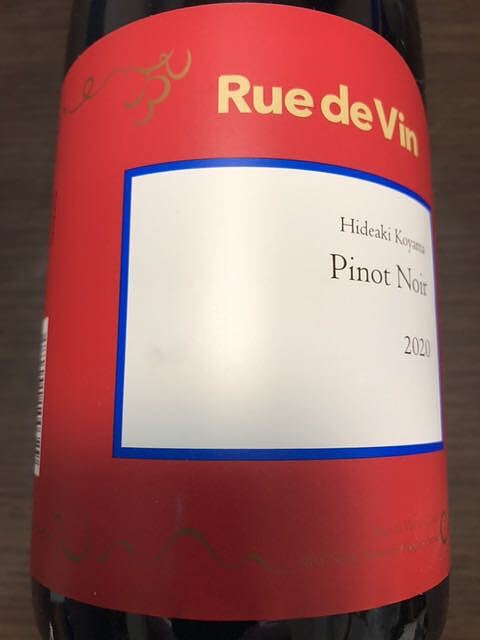 Rue de Vin
Hideaki Koyama
Pinot Noir
2020